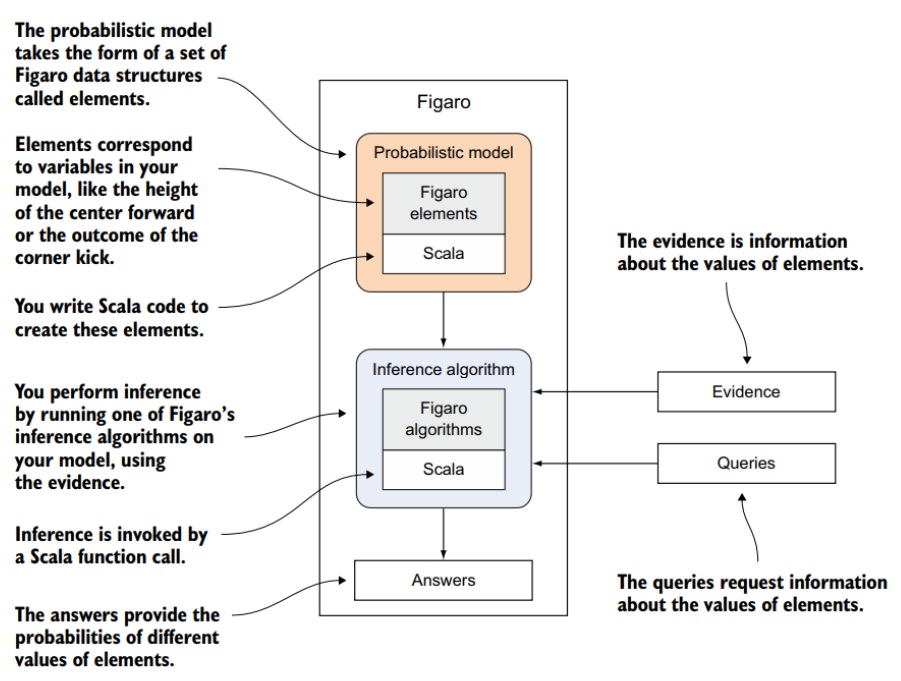 The probabilistic model
takes the form of a set of
Figaro data structures
called elements.
Elements correspond
to variables in your
model, like the height
of the center forward
or the outcome of the
corner kick.
You write Scala code to
create these elements.
You perform inference
by running one of Figaro’s
inference algorithms on
your model, using
the evidence.
Inference is invoked by
a Scala function call.
The answers provide the
probabilities of different
values of elements.
Figaro
Probabilistic model
Figaro
elements
Scala
Inference algorithm
Figaro
algorithms
Scala
Answers
The evidence is information
about the values of elements.
Evidence
Queries
The queries request information
about the values of elements.